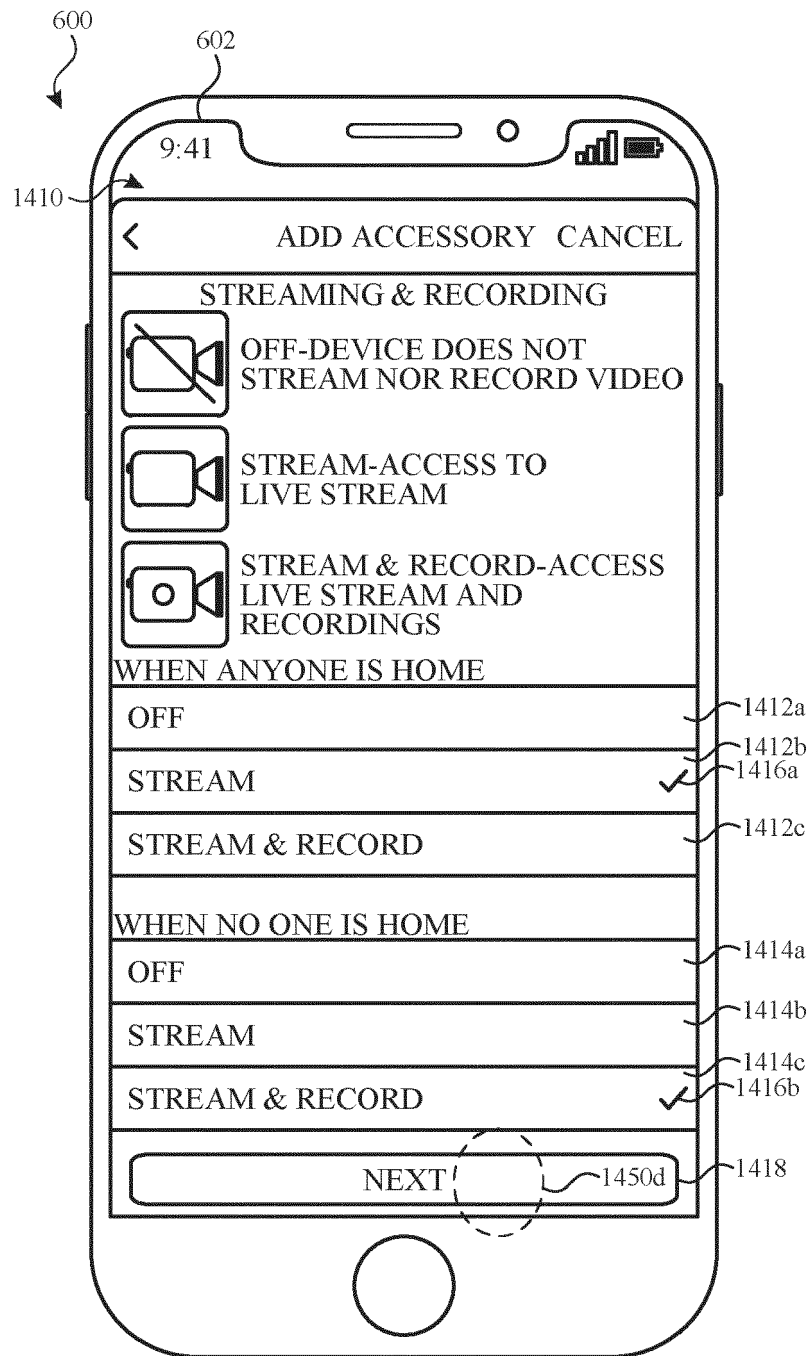 600
602
9:41
1410
ADD ACCESSORY CANCEL
STREAMING & RECORDING
OFF-DEVICE DOES NOT
STREAM NOR RECORD VIDEO
STREAM-ACCESS TO
LIVE STREAM
STREAM & RECORD-ACCESS
LIVE STREAM AND
RECORDINGS
WHEN ANYONE IS HOME
OFF
1412a
1412b
STREAM
1416a
STREAM & RECORD
1412c
WHEN NO ONE IS HOME
OFF
1414a
STREAM
1414b
1414c
STREAM & RECORD
1416b
NEXT
1450d
1418